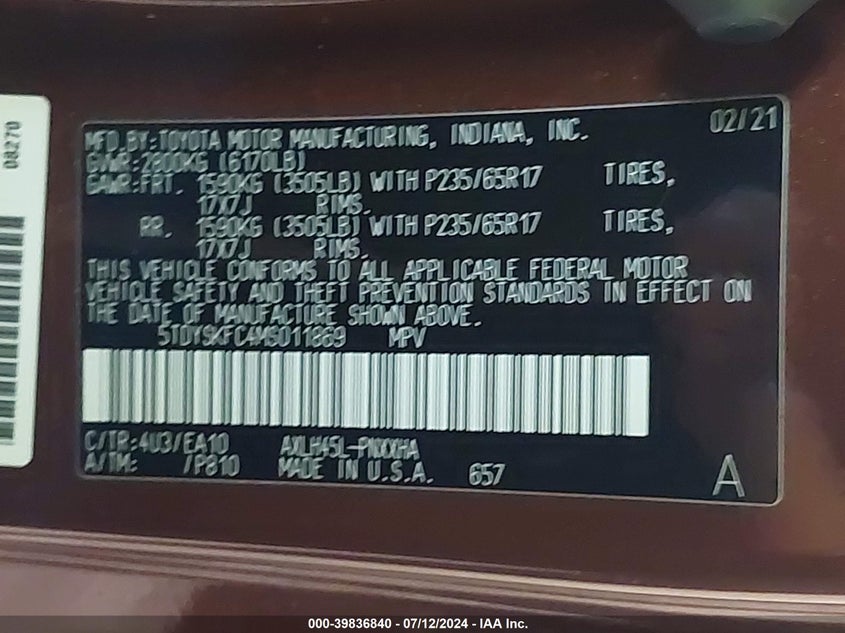 08270
02/21
MFD.BY:TOYOTA MOTOR MANUFACTURING, INDIANA, INC.
GVWR:2800KG (6170LB)
GAWR:FRT. 1590KG (3505LB) WITH P235/65R17 TIRES,
17X7J RIMS.
RR. 1590KG (3505LB) WITH P235/65R17 TIRES,
17X7J RIMS.
THIS VEHICLE CONFORMS TO ALL APPLICABLE FEDERAL MOTOR
VEHICLE SAFETY AND THEFT PREVENTION STANDARDS IN EFFECT ON
THE DATE OF MANUFACTURE SHOWN ABOVE.
5TDYSKFC4MS011869 MPV
C/TR:4U3/EA10 AXLH45L-PNXXHA
A/TM: /P810 MADE IN U.S.A. 657
A
000-39836840 - 07/12/2024 - IAA Inc.